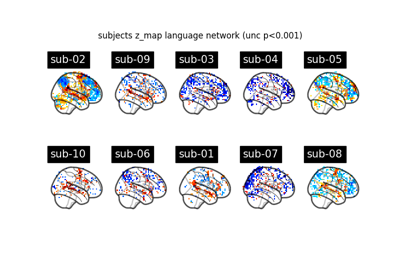 subjects z_map language network (unc p<0.001)
sub-02 sub-09 sub-03 sub-04 sub-05
sub-10 sub-06 sub-01 sub-07 sub-08